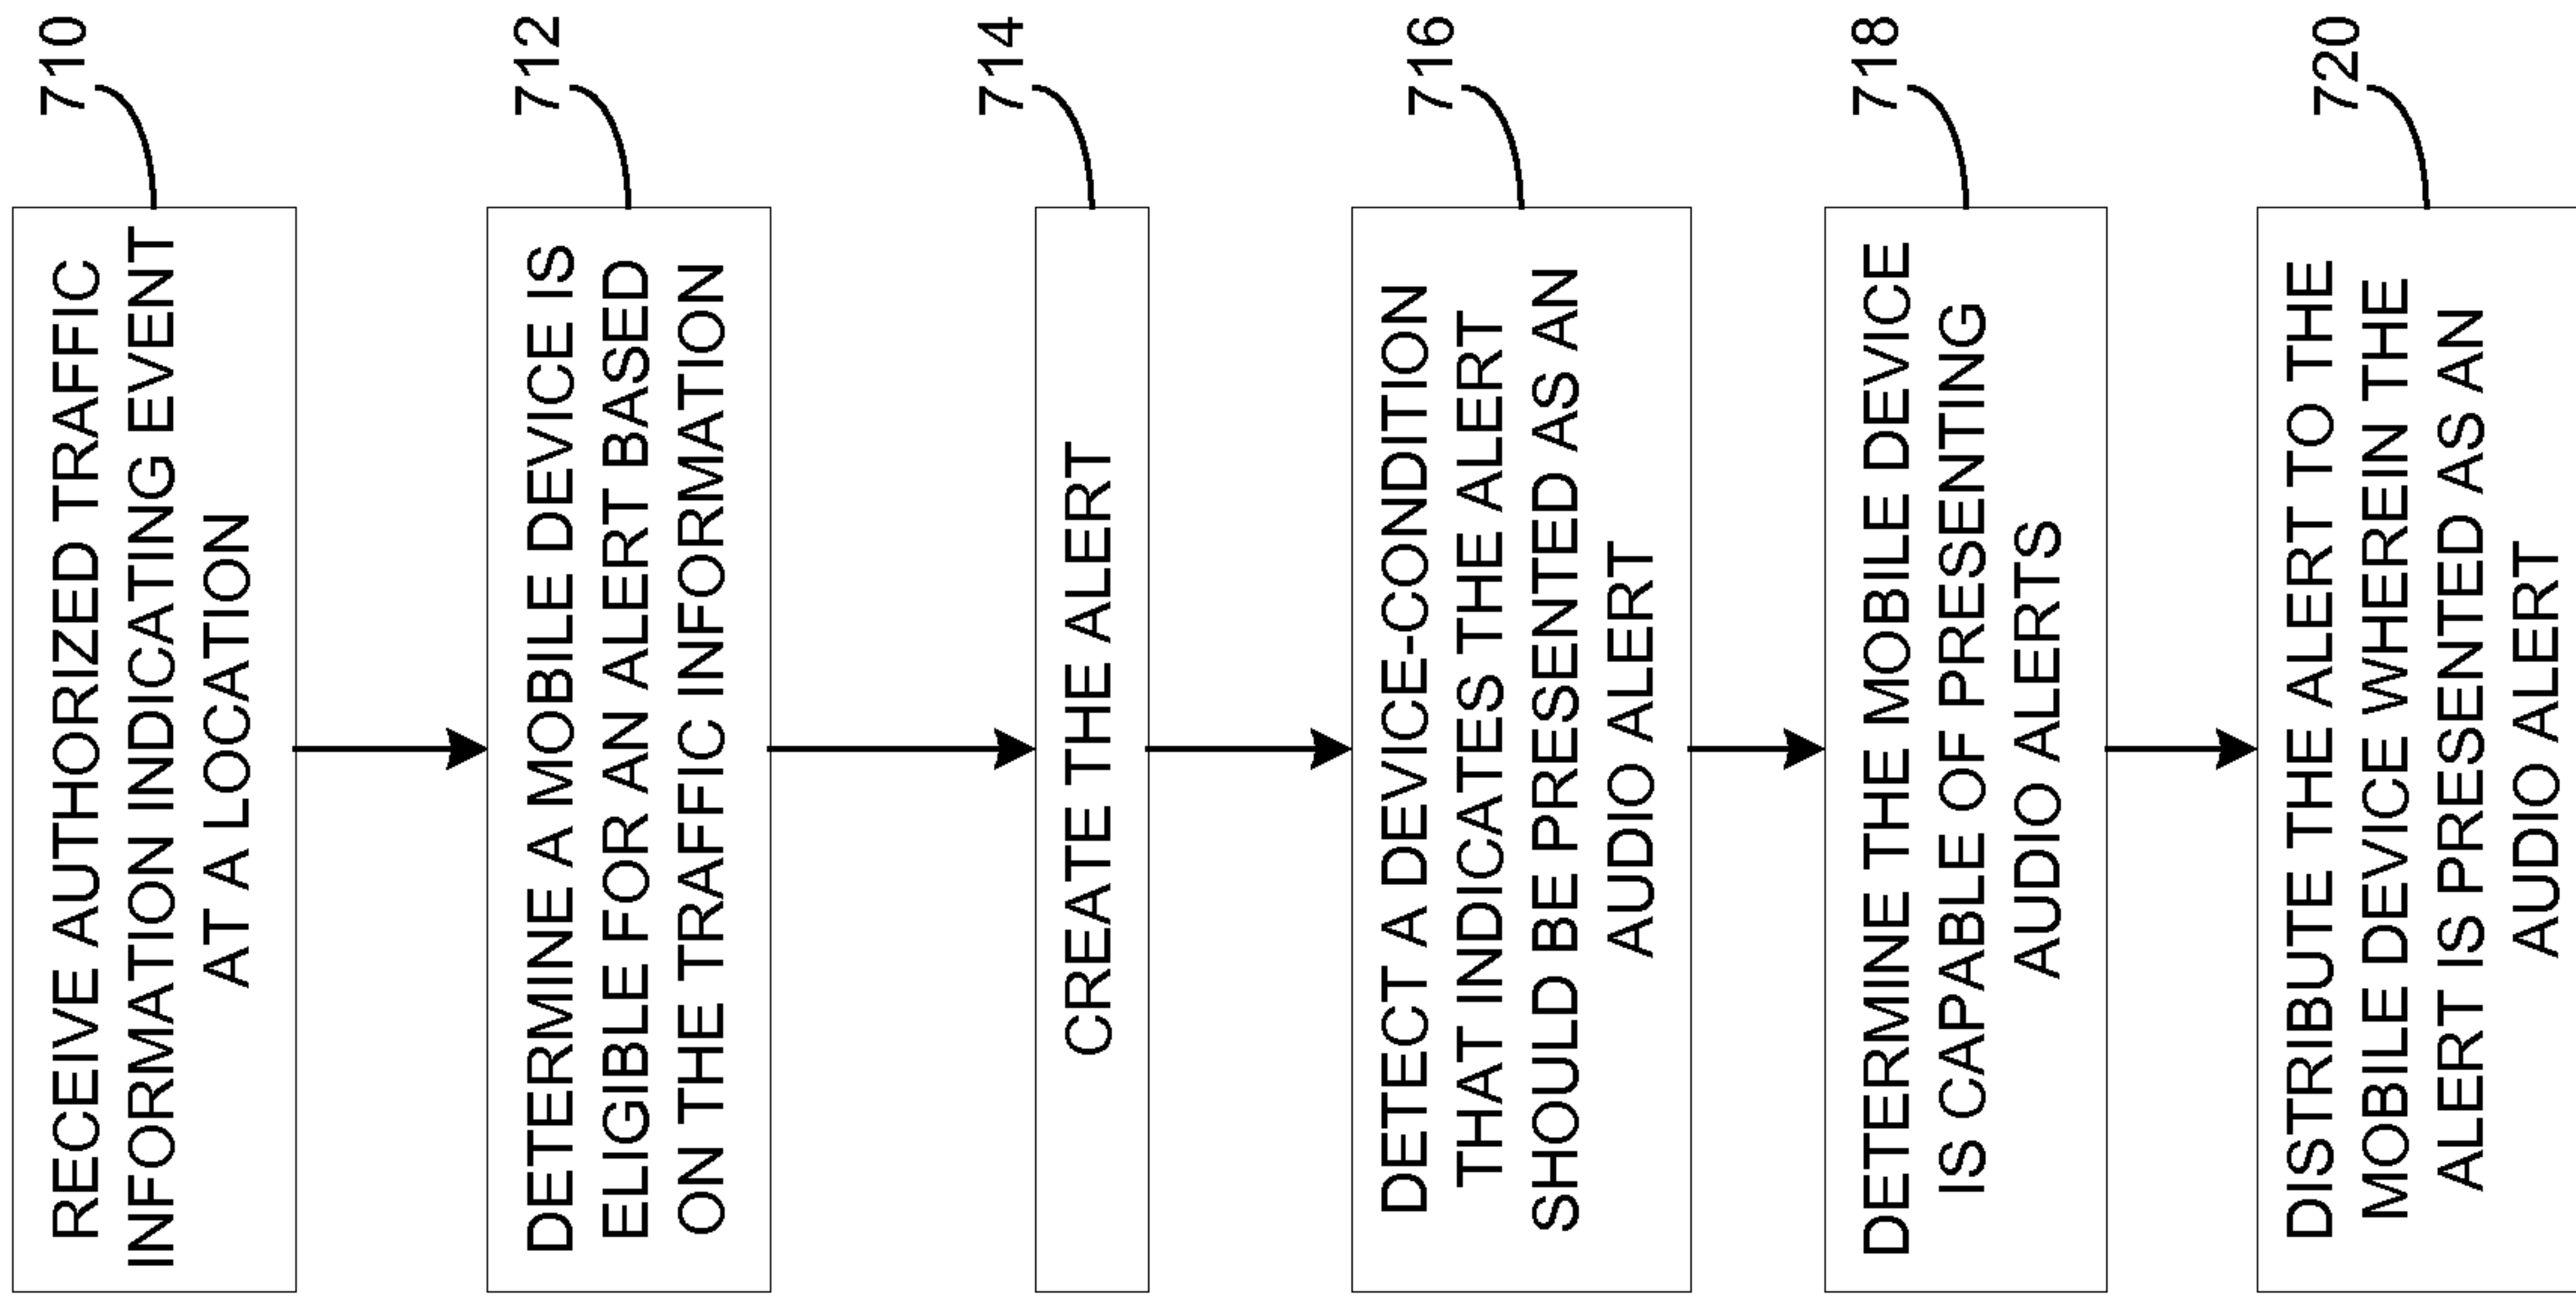 710
RECEIVE AUTHORIZED TRAFFIC
INFORMATION INDICATING EVENT
AT A LOCATION
712
DETERMINE A MOBILE DEVICE IS
ELIGIBLE FOR AN ALERT BASED
ON THE TRAFFIC INFORMATION
714
CREATE THE ALERT
716
DETECT A DEVICE-CONDITION
THAT INDICATES THE ALERT
SHOULD BE PRESENTED AS AN
AUDIO ALERT
718
DETERMINE THE MOBILE DEVICE
IS CAPABLE OF PRESENTING
AUDIO ALERTS
720
DISTRIBUTE THE ALERT TO THE
MOBILE DEVICE WHEREIN THE
ALERT IS PRESENTED AS AN
AUDIO ALERT